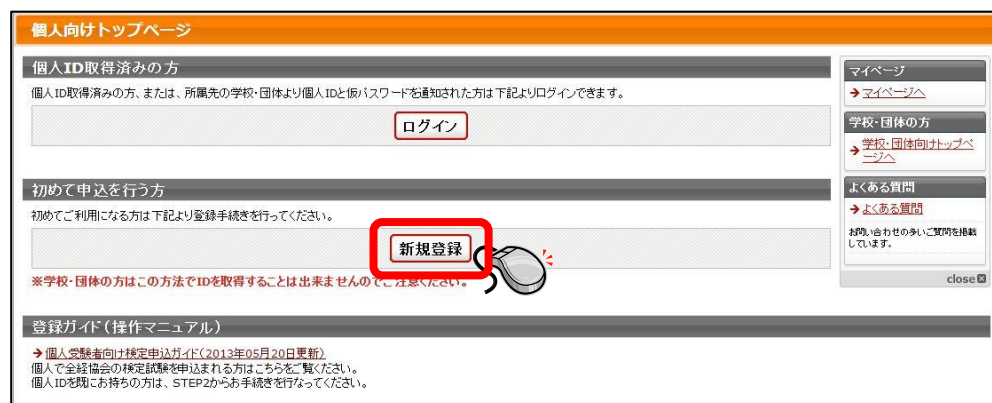 個人向けトップページ
個人ID取得済みの方
個人ID取得済みの方、または、所属先の学校・団体より個人IDと仮パスワードを通知された方は下記よりログインできます。
ログイン
初めて申込を行う方
初めてご利用になる方は下記より登録手続きを行ってください。
新規登録
※学校・団体の方はこの方法でIDを取得することは出来ませんのでご注意ください。
登録ガイド(操作マニュアル)
個人受験者向け検定申込ガイド(2013年05月20日更新)
個人で全経協会の検定試験を申込まれる方はこちらをご覧ください。
個人IDを既にお持ちの方は、STEP2からお手続きを行なってください。
マイページ
マイページへ
学校・団体の方
学校・団体向けトップペ
ージへ
よくある質問
よくある質問
お問い合わせの多いご質問を掲載
しています。
close